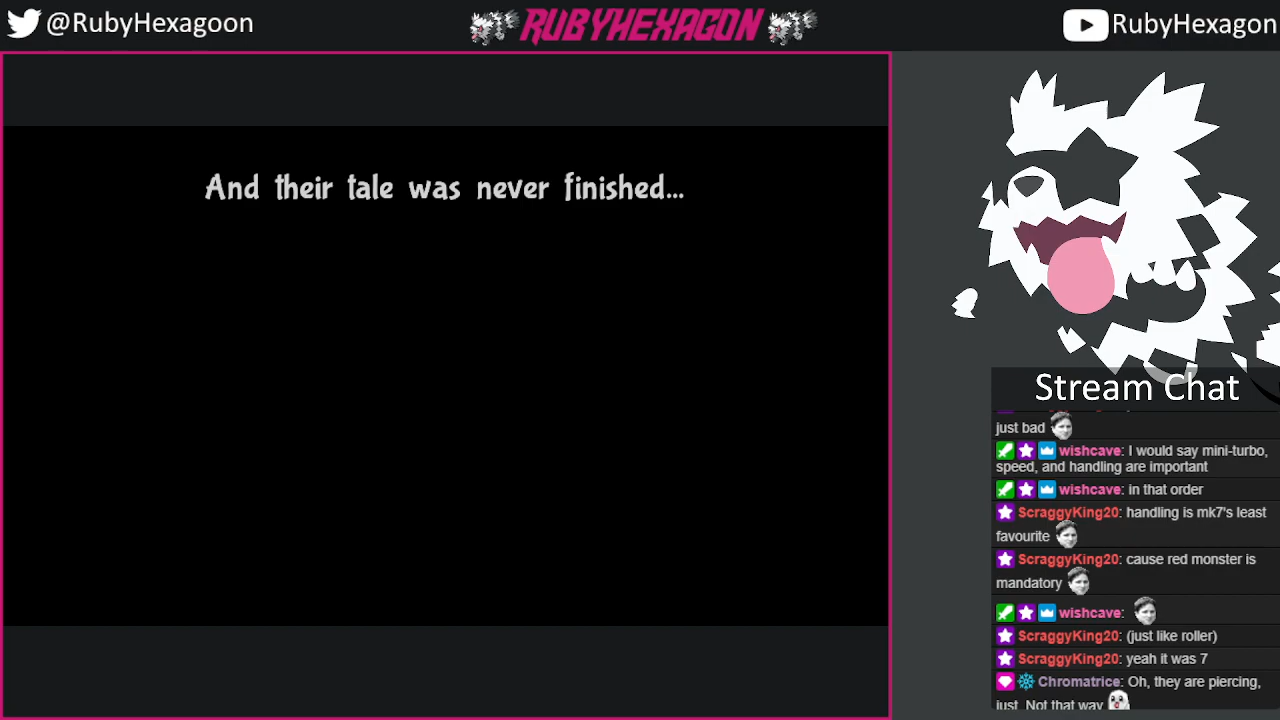 @RubyHexagoon
RUBYHEXAGON
RubyHexagon
And their tale was never finished...
Stream Chat
just bad
wishcave: I would say mini-turbo,
speed, and handling are important
wishcave: in that order
ScraggyKing20: handling is mk7's least
favourite
ScraggyKing20: cause red monster is
mandatory
wishcave:
ScraggyKing20: (just like roller)
ScraggyKing20: yeah it was 7
Chromatrice: Oh, they are piercing,
just Not that way